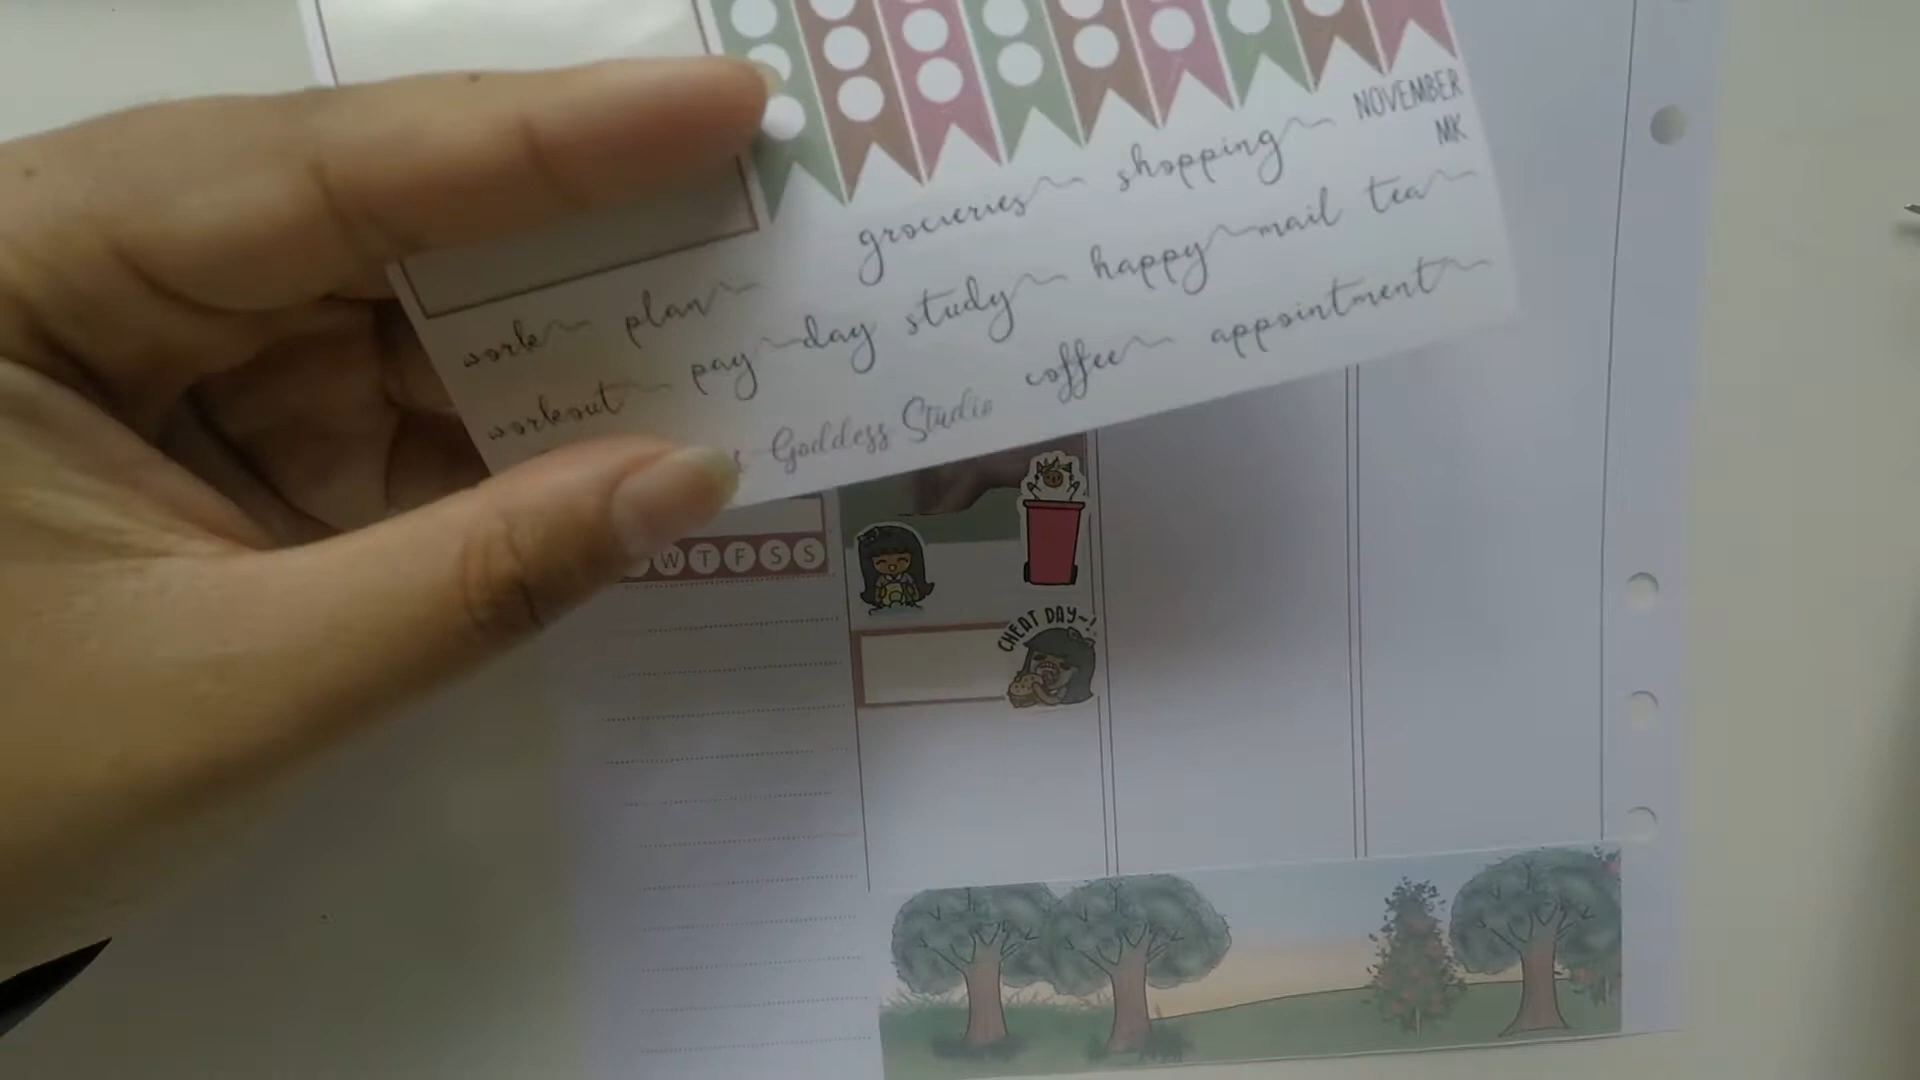 NOVEMBER
MK
groceries shopping
work plan
happy mail tea
pay day study
workout
coffee appointment
Goddess Studio
W T F S S
CHEAT DAY~!